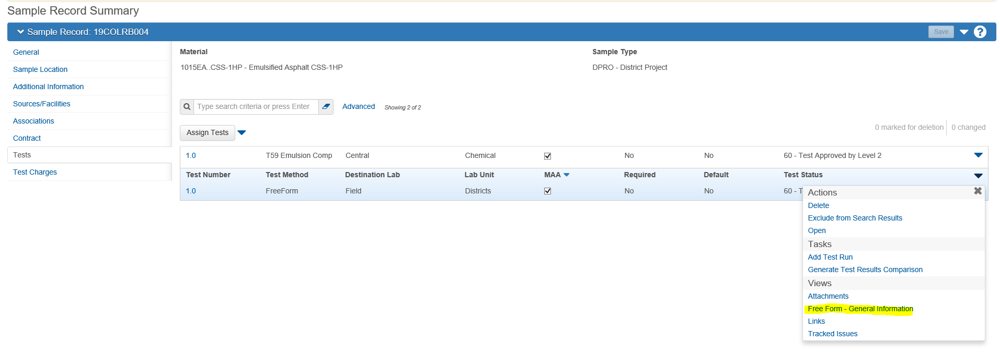 Sample Record Summary
Sample Record: 19COLRB004
Save
?
General
Sample Location
Additional Information
Sources/Facilities
Associations
Contract
Tests
Test Charges
Material
Sample Type
1015EA..CSS-1HP - Emulsified Asphalt CSS-1HP
DPRO - District Project
Type search criteria or press Enter
Advanced
Showing 2 of 2
Assign Tests
0 marked for deletion
0 changed
1.0 T59 Emulsion Comp Central Chemical No No 60 - Test Approved by Level 2
Test Number Test Method Destination Lab Lab Unit MAA Required Default Test Status
1.0 FreeForm Field Districts No No 60 - T
Actions
Delete
Exclude from Search Results
Open
Tasks
Add Test Run
Generate Test Results Comparison
Views
Attachments
Free Form - General Information
Links
Tracked Issues